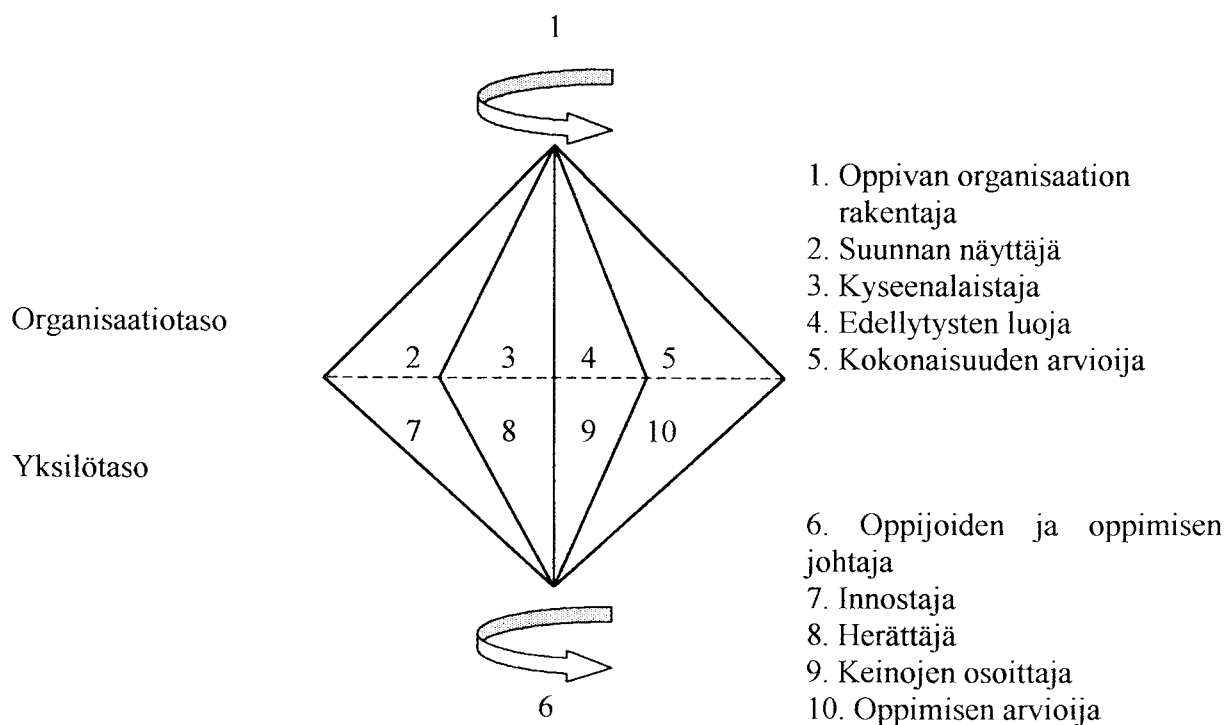 1
1. Oppivan organisaation
rakentaja
2. Suunnan näyttäjä
3. Kyseenalaistaja
4. Edellytysten luoja
5. Kokonaisuuden arvioija
Organisaatiotaso
2 3 4 5
7 8 9 10
Yksilötaso
6. Oppijoiden ja oppimisen
johtaja
7. Innostaja
8. Herättäjä
9. Keinojen osoittaja
10. Oppimisen arvioija
6